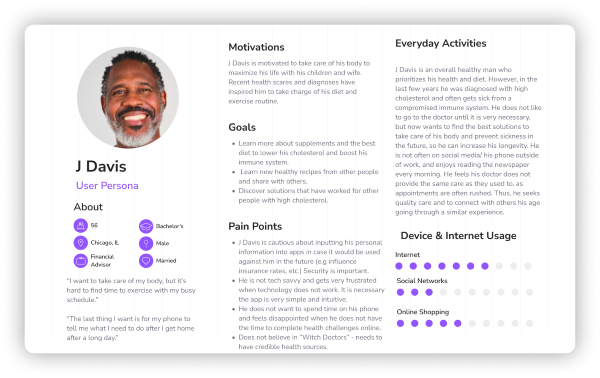 J Davis
User Persona
About
56
Bachelor's
Chicago, IL
Male
Financial
Advisor
Married
"I want to take care of my body, but it's
hard to find time to exercise with my busy
schedule."
"The last thing I want is for my phone to
tell me what I need to do after I get home
after a long day."
Motivations
J Davis is motivated to take care of his body to
maximize his life with his children and wife.
Recent health scares and diagnoses have
inspired him to take charge of his diet and
exercise routine.
Goals
• Learn more about supplements and the best
diet to lower his cholesterol and boost his
immune system.
• Learn new healthy recipes from other people
and share with others.
• Discover solutions that have worked for other
people with high cholesterol.
Pain Points
• J Davis is cautious about inputting his personal
information into apps in case it would be used
against him in the future (e.g influence
insurance rates, etc.) Security is important.
• He is not tech savvy and gets very frustrated
when technology does not work. It is necessary
the app is very simple and intuitive.
• He does not want to spend time on his phone
and feels disappointed when he does not have
the time to complete health challenges online.
• Does not believe in "Witch Doctors" - needs to
have credible health sources.
Everyday Activities
J Davis is an overall healthy man who
prioritizes his health and diet. However, in the
last few years he was diagnosed with high
cholesterol and often gets sick from a
compromised immune system. He does not like
to go to the doctor until it is very necessary,
but now wants to find the best solutions to
take care of his body and prevent sickness in
the future, so he can increase his longevity. He
is not often on social media/ his phone outside
of work, and enjoys reading the newspaper
every morning. He feels his doctor does not
provide the same care as they used to, as
appointments are often rushed. Thus, he seeks
quality care and to connect with others his age
going through a similar experience.
Device & Internet Usage
Internet
Social Networks
Online Shopping